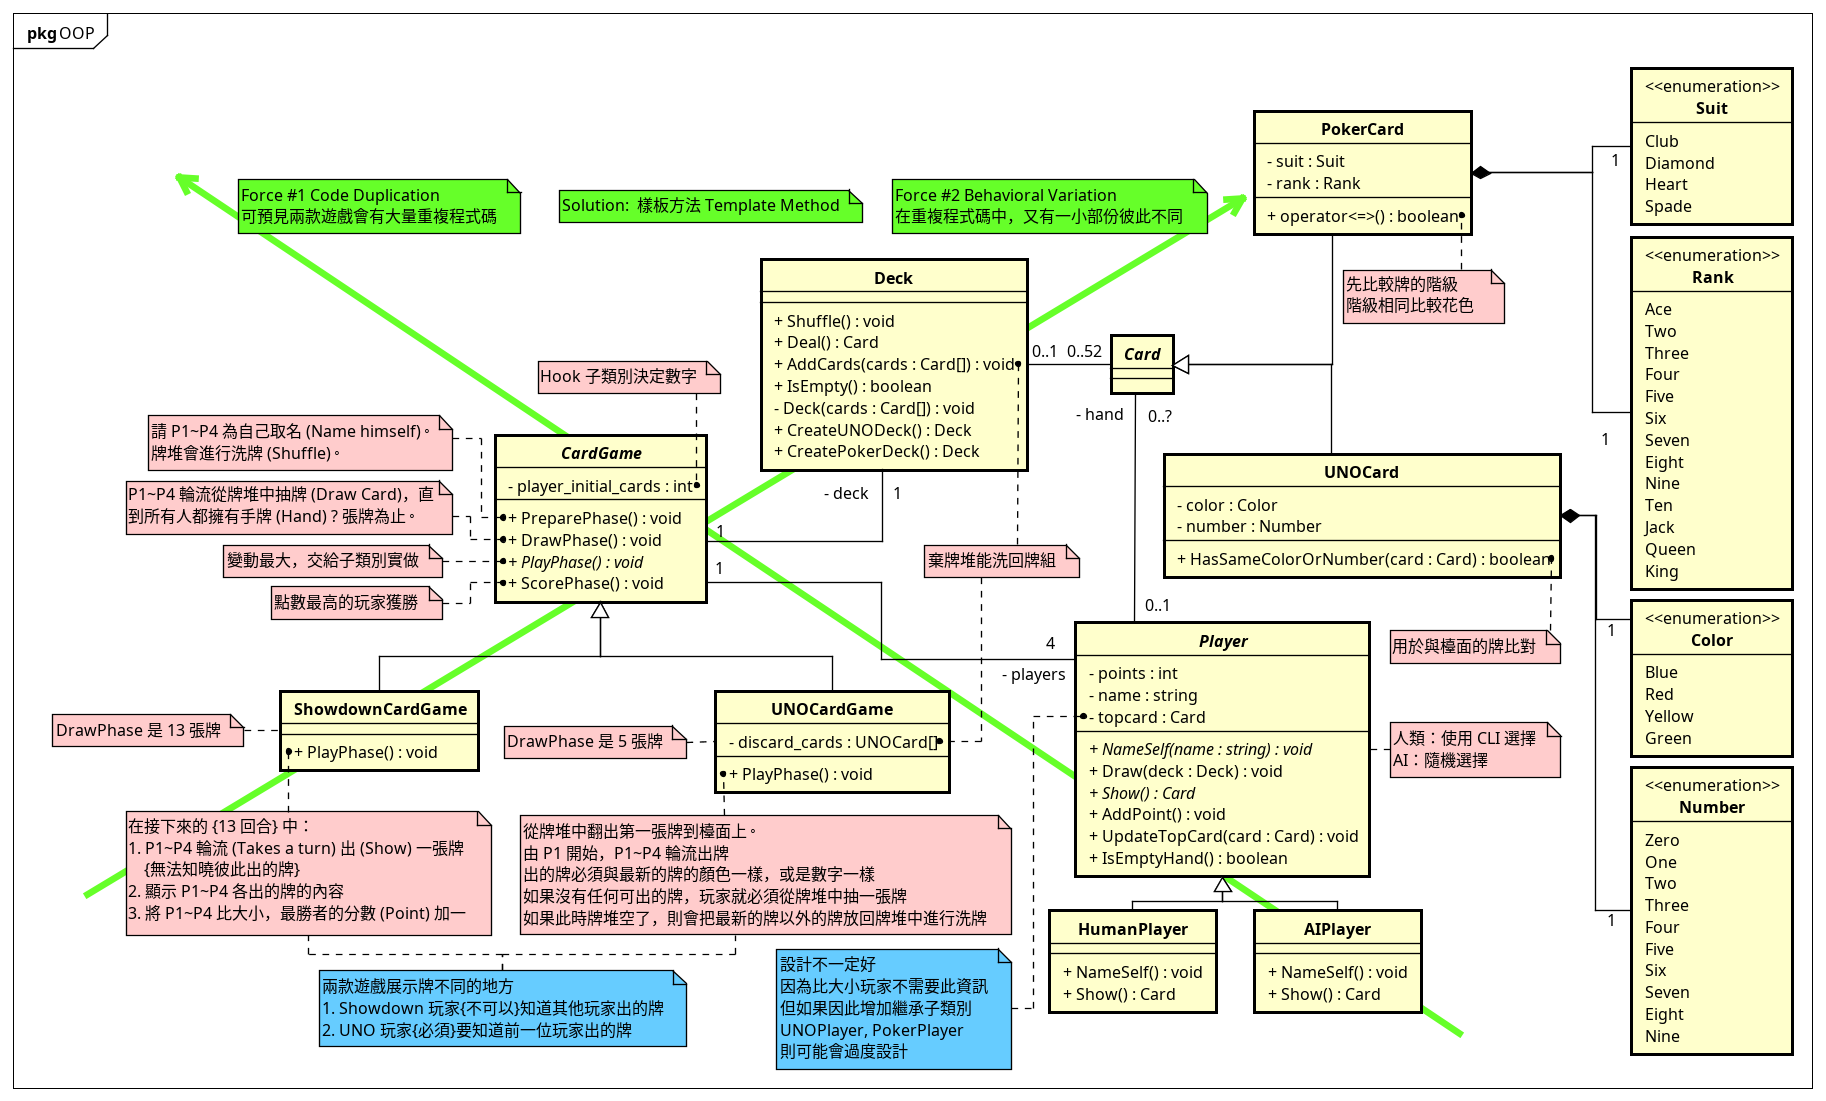 pkg OOP
Force #1 Code Duplication
可預見兩款遊戲會有大量重複程式碼
Solution: 樣板方法 Template Method
Force #2 Behavioral Variation
在重複程式碼中，又有一小部份彼此不同
PokerCard
- suit : Suit
- rank : Rank
+ operator<=>() : boolean
先比較牌的階級
階級相同比較花色
<<enumeration>>
Suit
Club
Diamond
Heart
Spade
1
<<enumeration>>
Rank
Ace
Two
Three
Four
Five
Six
Seven
Eight
Nine
Ten
Jack
Queen
King
1
Deck
+ Shuffle() : void
+ Deal() : Card
+ AddCards(cards : Card[]) : void
+ IsEmpty() : boolean
- Deck(cards : Card[]) : void
+ CreateUNODeck() : Deck
+ CreatePokerDeck() : Deck
0..1
0..52
Card
- hand
0..?
0..1
- deck
1
1
Hook 子類別決定數字
請 P1~P4 為自己取名 (Name himself)。
牌堆會進行洗牌 (Shuffle)。
P1~P4 輪流從牌堆中抽牌 (Draw Card)，直
到所有人都擁有手牌 (Hand) ? 張牌為止。
變動最大，交給子類別實做
點數最高的玩家獲勝
CardGame
- player_initial_cards : int
+ PreparePhase() : void
+ DrawPhase() : void
+ PlayPhase() : void
+ ScorePhase() : void
1
4
- players
棄牌堆能洗回牌組
UNOCard
- color : Color
- number : Number
+ HasSameColorOrNumber(card : Card) : boolean
用於與檯面的牌比對
1
<<enumeration>>
Color
Blue
Red
Yellow
Green
1
<<enumeration>>
Number
Zero
One
Two
Three
Four
Five
Six
Seven
Eight
Nine
Player
- points : int
- name : string
- topcard : Card
+ NameSelf(name : string) : void
+ Draw(deck : Deck) : void
+ Show() : Card
+ AddPoint() : void
+ UpdateTopCard(card : Card) : void
+ IsEmptyHand() : boolean
人類：使用 CLI 選擇
AI：隨機選擇
ShowdownCardGame
+ PlayPhase() : void
DrawPhase 是 13 張牌
UNOCardGame
- discard_cards : UNOCard[]
+ PlayPhase() : void
DrawPhase 是 5 張牌
在接下來的 {13 回合} 中：
1. P1~P4 輪流 (Takes a turn) 出 (Show) 一張牌
{無法知曉彼此出的牌}
2. 顯示 P1~P4 各出的牌的內容
3. 將 P1~P4 比大小，最勝者的分數 (Point) 加一
從牌堆中翻出第一張牌到檯面上。
由 P1 開始，P1~P4 輪流出牌
出的牌必須與最新的牌的顏色一樣，或是數字一樣
如果沒有任何可出的牌，玩家就必須從牌堆中抽一張牌
如果此時牌堆空了，則會把最新的牌以外的牌放回牌堆中進行洗牌
兩款遊戲展示牌不同的地方
1. Showdown 玩家{不可以}知道其他玩家出的牌
2. UNO 玩家{必須}要知道前一位玩家出的牌
設計不一定好
因為比大小玩家不需要此資訊
但如果因此增加繼承子類別
UNOPlayer, PokerPlayer
則可能會過度設計
HumanPlayer
+ NameSelf() : void
+ Show() : Card
AIPlayer
+ NameSelf() : void
+ Show() : Card